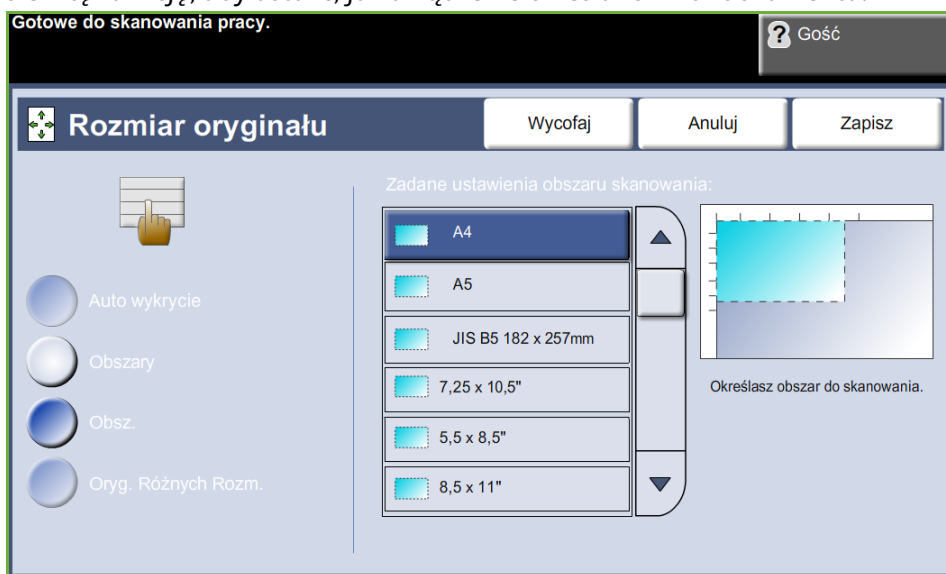 Gotowe do skanowania pracy.
? Gość
Rozmiar oryginału
Wycofaj
Anuluj
Zapisz
Zadane ustawienia obszaru skanowania:
A4
A5
JIS B5 182 x 257mm
7,25 x 10,5"
5,5 x 8,5"
8,5 x 11"
Auto wykrycie
Obszary
Obsz.
Oryg. Różnych Rozm.
Określasz obszar do skanowania.